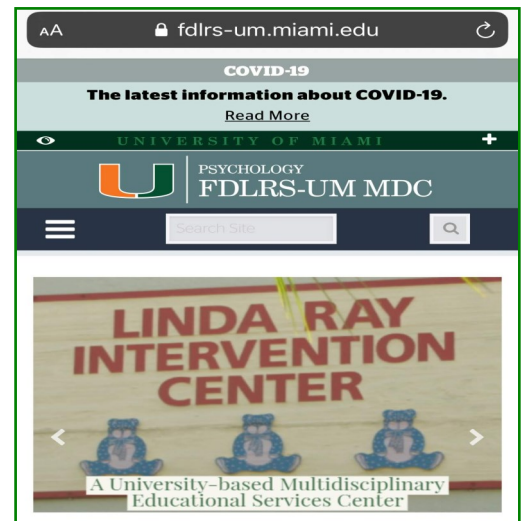 AA fdlrs-um.miami.edu
COVID-19
The latest information about COVID-19.
Read More
UNIVERSITY OF MIAMI
PSYCHOLOGY
FDLRS-UM MDC
Search Site
LINDA RAY
INTERVENTION
CENTER
A University-based Multidisciplinary
Educational Services Center